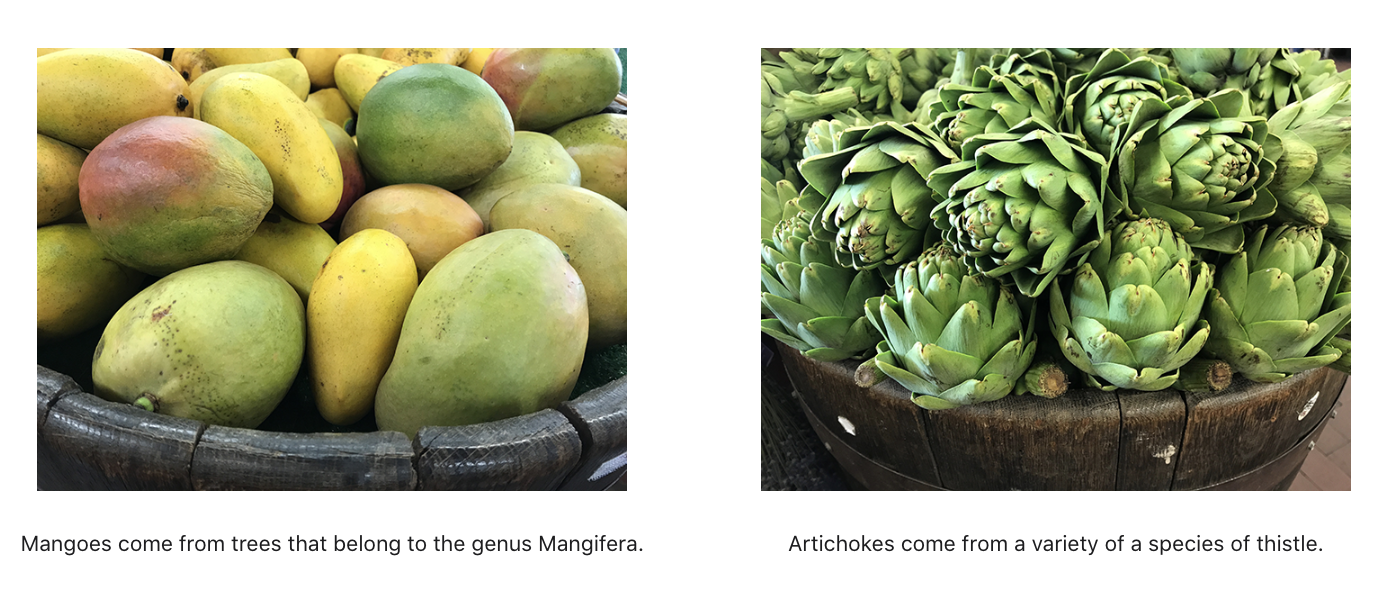 Mangoes come from trees that belong to the genus Mangifera.
Artichokes come from a variety of a species of thistle.